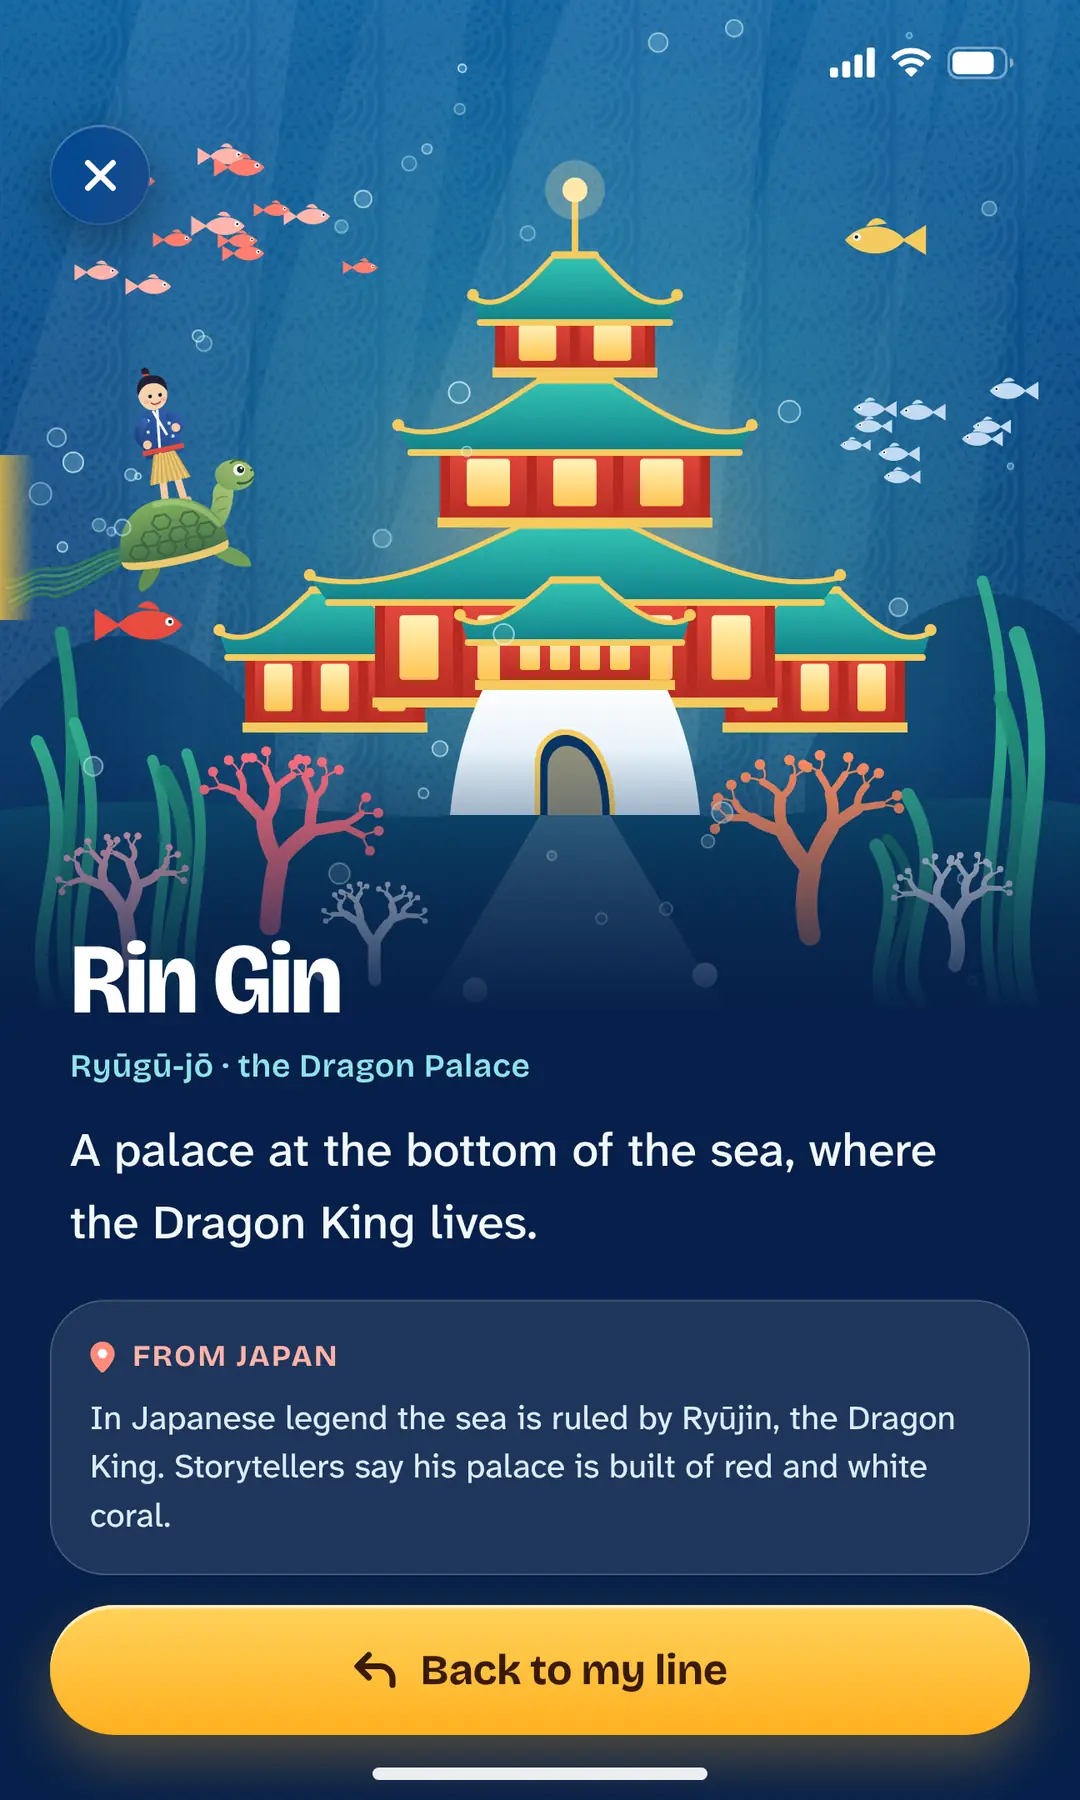 Rin Gin
Ryūgū-jō · the Dragon Palace
A palace at the bottom of the sea, where
the Dragon King lives.
FROM JAPAN
In Japanese legend the sea is ruled by Ryūjin, the Dragon
King. Storytellers say his palace is built of red and white
coral.
Back to my line